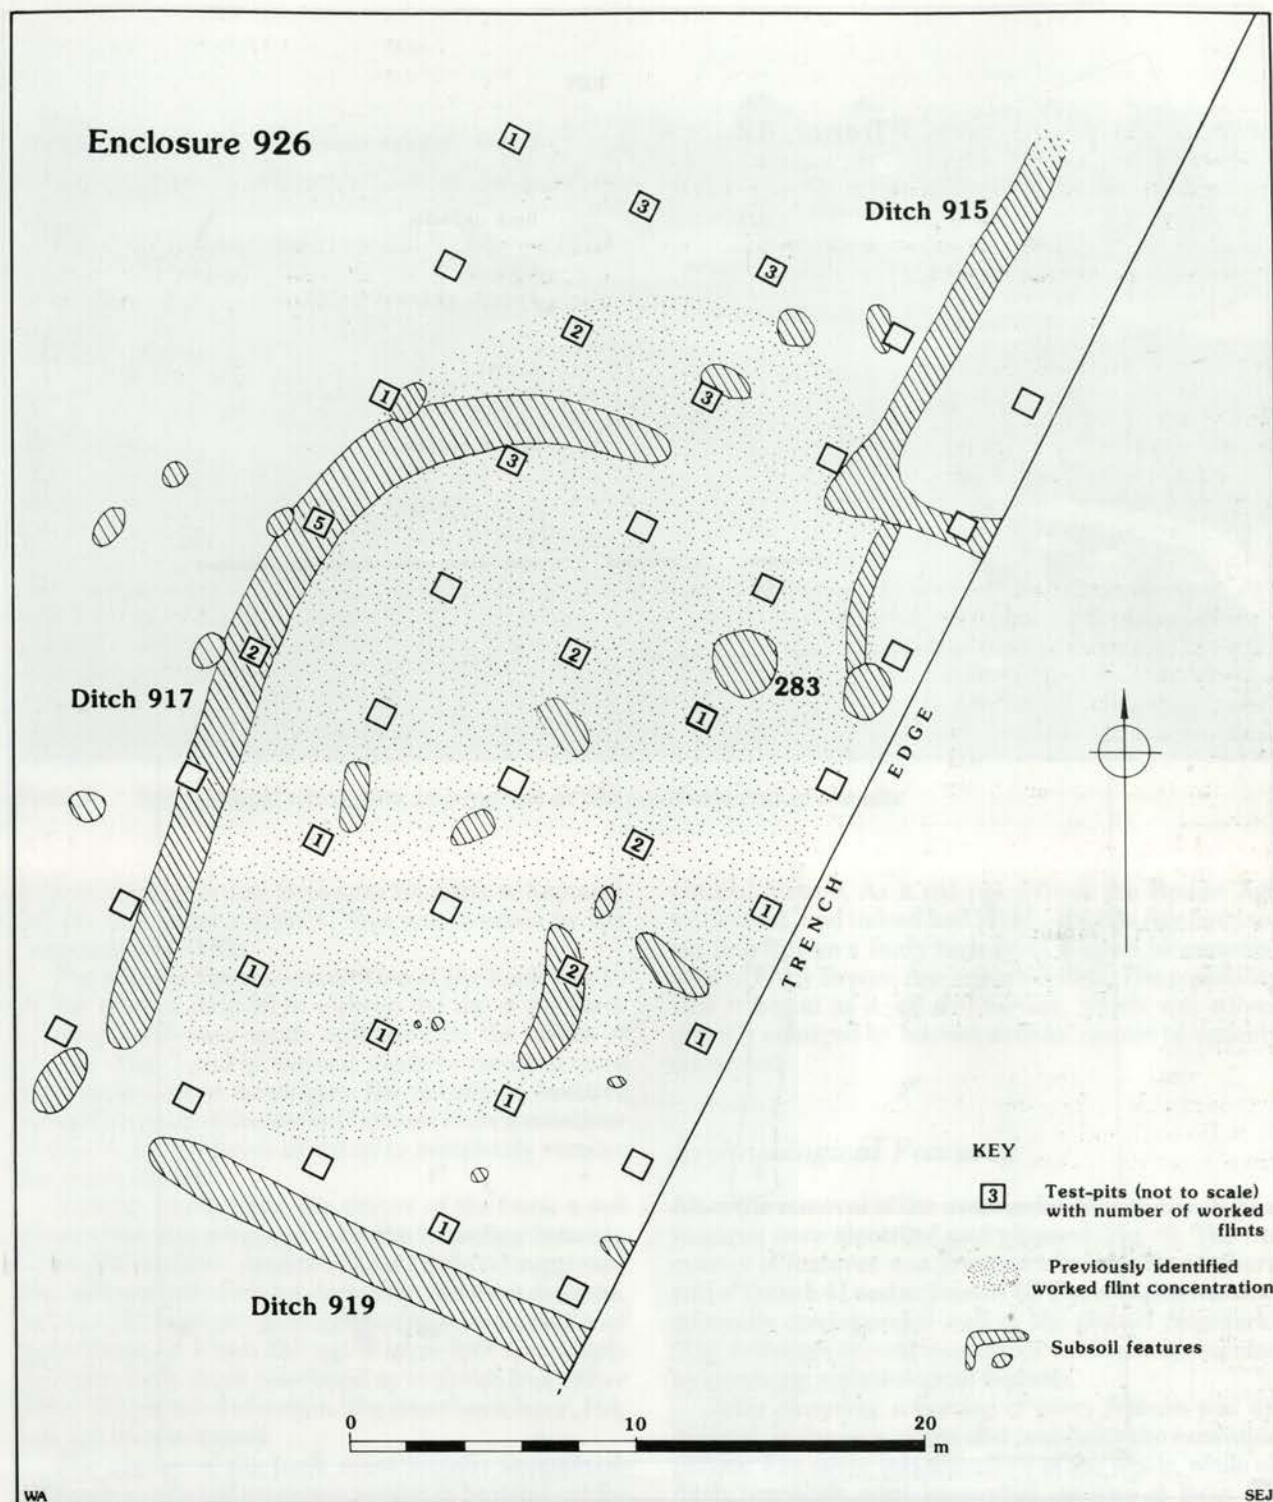 Enclosure 926
1
3
Ditch 915
3
2
1
3
3
5
2
2
283
Ditch 917
1
TRENCH EDGE
1
2
1
1
2
1
1
1
KEY
3
Test-pits (not to scale)
with number of worked
flints
1
Previously identified
worked flint concentration
Ditch 919
1
Subsoil features
0 10 20
m
WA
SEJ